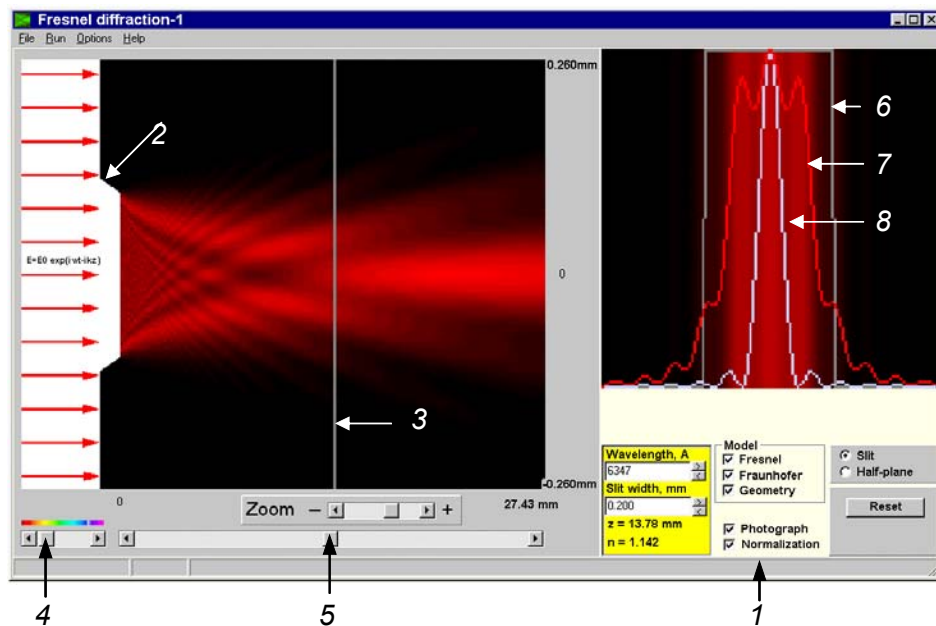 Fresnel diffraction-1
File Run Options Help
0.260mm
2
E=E0 exp(i·wt-ikz)
0
3
-0.260mm
0
27.43 mm
Zoom – +
6
7
8
Wavelength, A
6347
Slit width, mm
0.200
z = 13.78 mm
n = 1.142
Model
Fresnel
Fraunhofer
Geometry
Photograph
Normalization
Slit
Half-plane
Reset
4
5
1